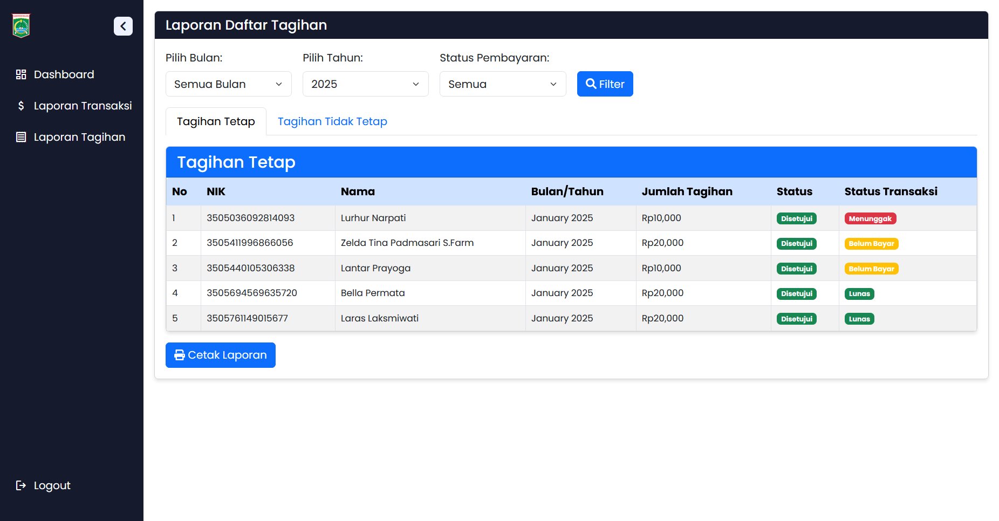 Dashboard
Laporan Transaksi
Laporan Tagihan
Logout
Laporan Daftar Tagihan
Pilih Bulan: Pilih Tahun: Status Pembayaran:
Semua Bulan 2025 Semua Filter
Tagihan Tetap Tagihan Tidak Tetap
Tagihan Tetap
No NIK Nama Bulan/Tahun Jumlah Tagihan Status Status Transaksi
1 3505036092814093 Lurhur Narpati January 2025 Rp10,000 Disetujui Menunggak
2 3505411996866056 Zelda Tina Padmasari S.Farm January 2025 Rp20,000 Disetujui Belum Bayar
3 3505440105306338 Lantar Prayoga January 2025 Rp10,000 Disetujui Belum Bayar
4 3505694569635720 Bella Permata January 2025 Rp20,000 Disetujui Lunas
5 3505761149015677 Laras Laksmiwati January 2025 Rp20,000 Disetujui Lunas
Cetak Laporan